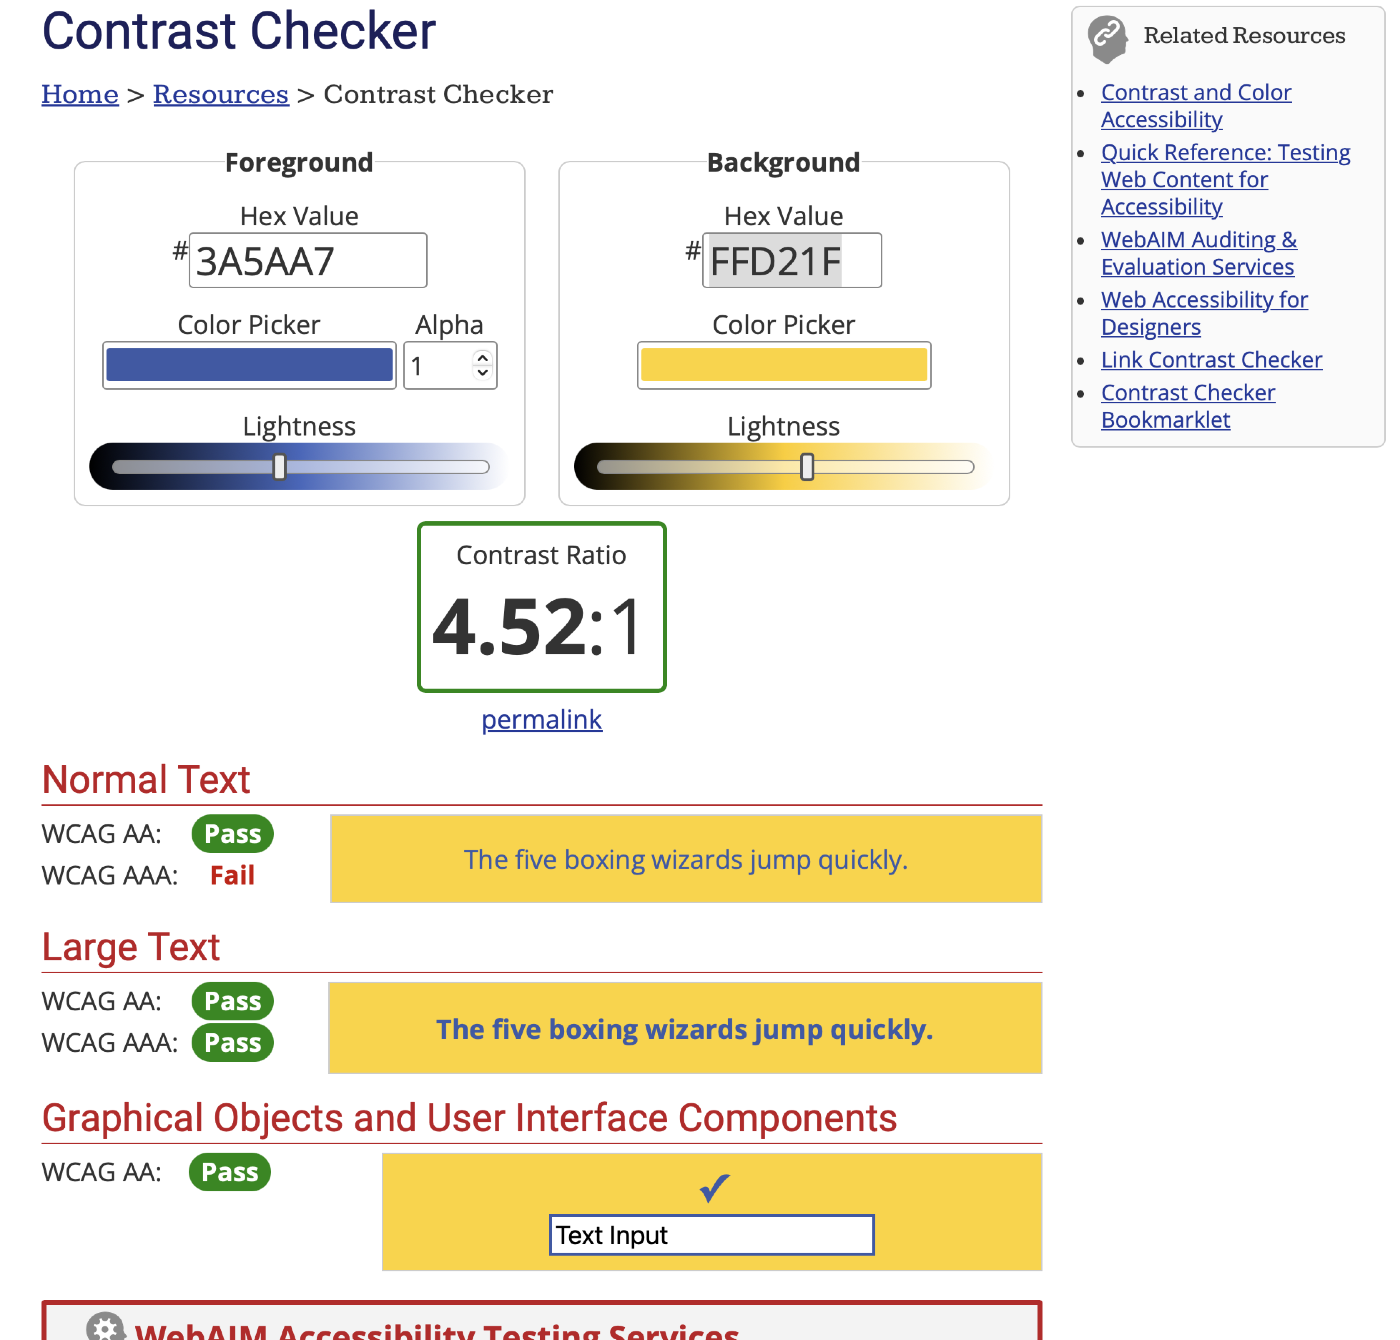 Contrast Checker
Home > Resources > Contrast Checker
Foreground
Hex Value
#3A5AA7
Color Picker
Alpha
1
Lightness
Background
Hex Value
#FFD21F
Color Picker
Lightness
Contrast Ratio
4.52:1
permalink
Normal Text
WCAG AA: Pass
WCAG AAA: Fail
The five boxing wizards jump quickly.
Large Text
WCAG AA: Pass
WCAG AAA: Pass
The five boxing wizards jump quickly.
Graphical Objects and User Interface Components
WCAG AA: Pass
✓
Text Input
WebAIM Accessibility Testing Services
Related Resources
Contrast and Color
Accessibility
Quick Reference: Testing
Web Content for
Accessibility
WebAIM Auditing &
Evaluation Services
Web Accessibility for
Designers
Link Contrast Checker
Contrast Checker
Bookmarklet